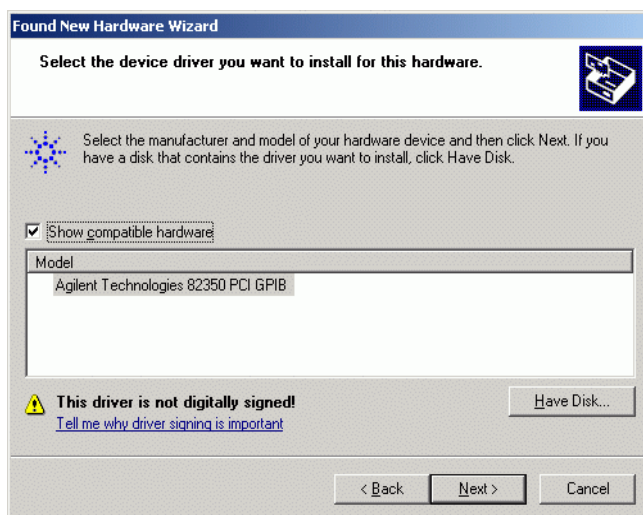 Found New Hardware Wizard
Select the device driver you want to install for this hardware.
Select the manufacturer and model of your hardware device and then click Next. If you
have a disk that contains the driver you want to install, click Have Disk.
Show compatible hardware
Model
Agilent Technologies 82350 PCI GPIB
This driver is not digitally signed!
Tell me why driver signing is important
Have Disk...
< Back
Next >
Cancel